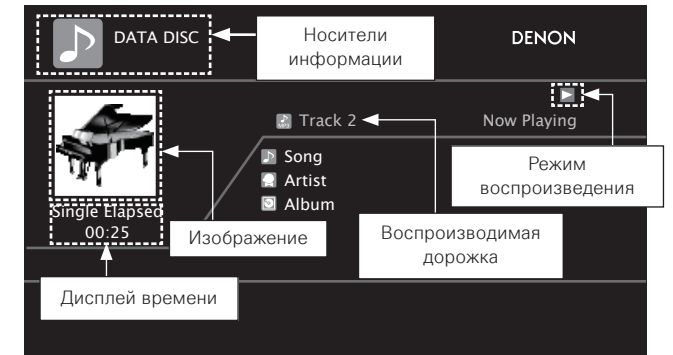 DATA DISC
Носители
информации
DENON
Track 2
Now Playing
Song
Artist
Album
Режим
воспроизведения
Single Elapsed
00:25
Изображение
Воспроизводимая
дорожка
Дисплей времени